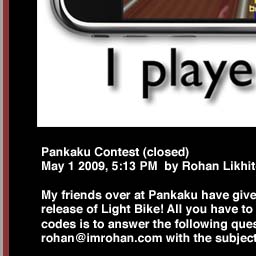 I playe
Pankaku Contest (closed)
May 1 2009, 5:13 PM by Rohan Likhit
My friends over at Pankaku have give
release of Light Bike! All you have to
codes is to answer the following ques
rohan@imrohan.com with the subject